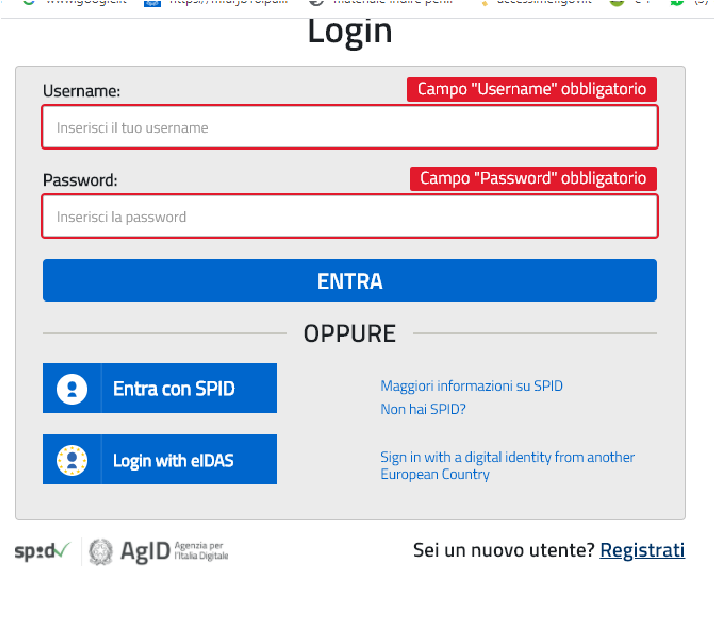 Login
Username:
Campo "Username" obbligatorio
Inserisci il tuo username
Password:
Campo "Password" obbligatorio
Inserisci la password
ENTRA
OPPURE
Entra con SPID
Maggiori informazioni su SPID
Non hai SPID?
Login with eIDAS
Sign in with a digital identity from another
European Country
spid
AgID
Agenzia per
l'Italia Digitale
Sei un nuovo utente? Registrati